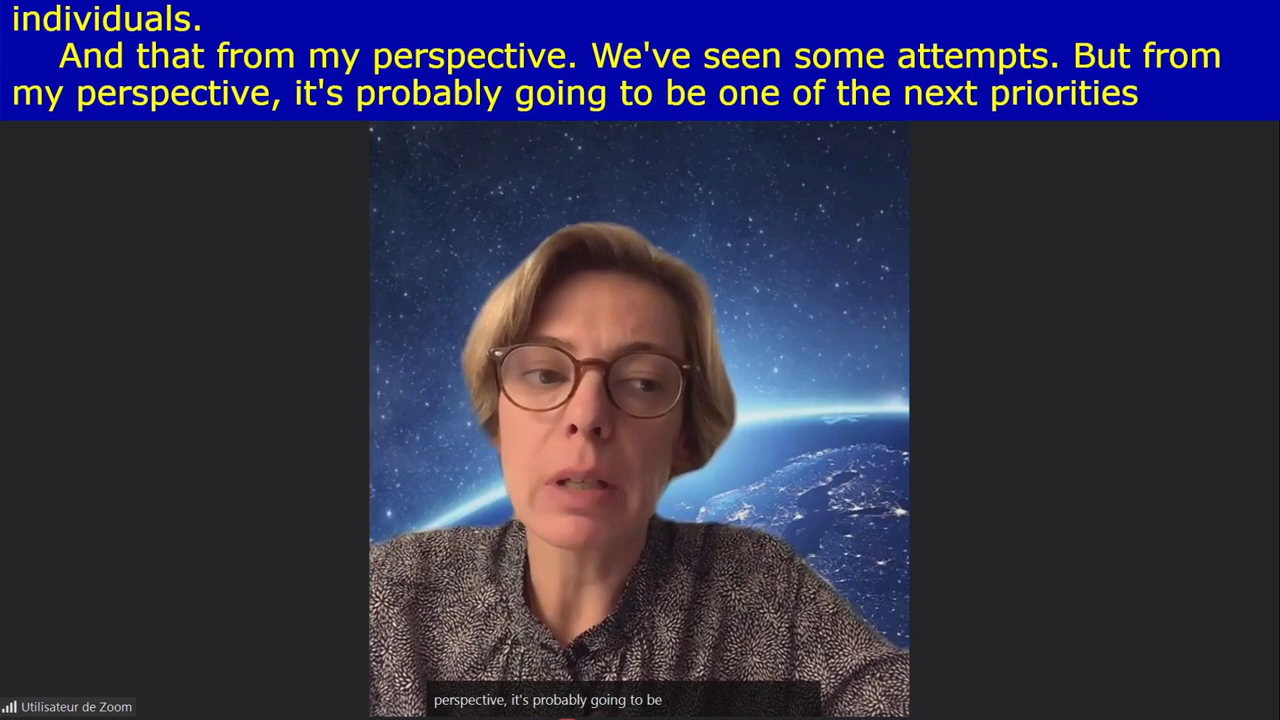 individuals.
And that from my perspective. We've seen some attempts. But from
my perspective, it's probably going to be one of the next priorities
perspective, it's probably going to be
Utilisateur de Zoom